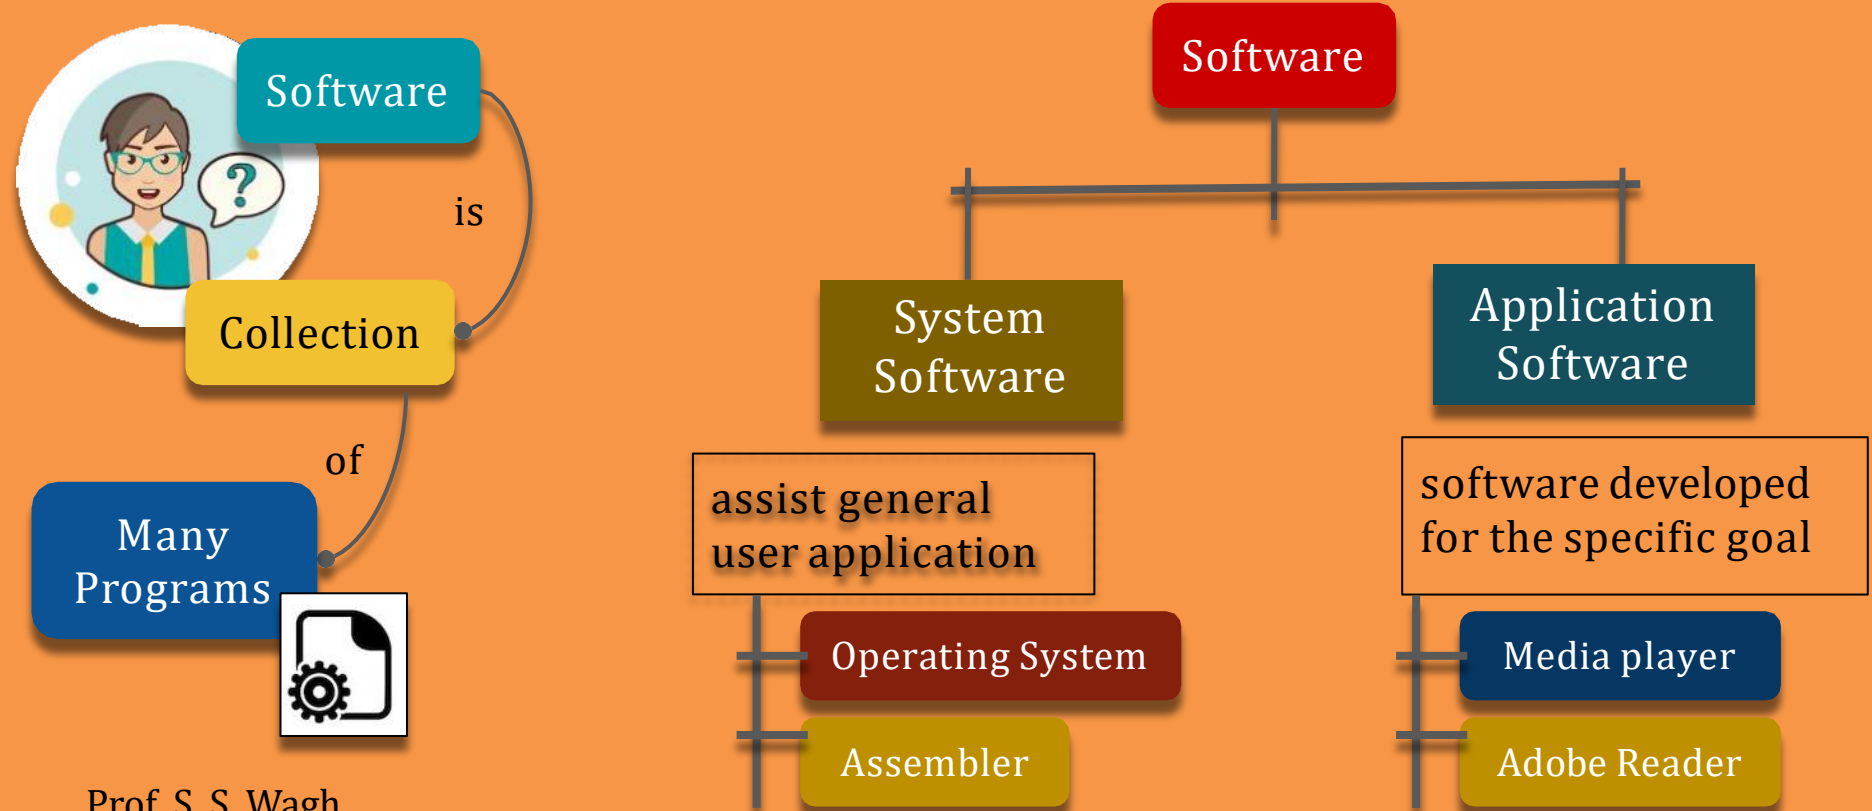 Software
is
Collection
of
Many
Programs
?
Prof. S. S. Wagh
Software
System
Software
assist general
user application
Operating System
Assembler
Application
Software
software developed
for the specific goal
Media player
Adobe Reader